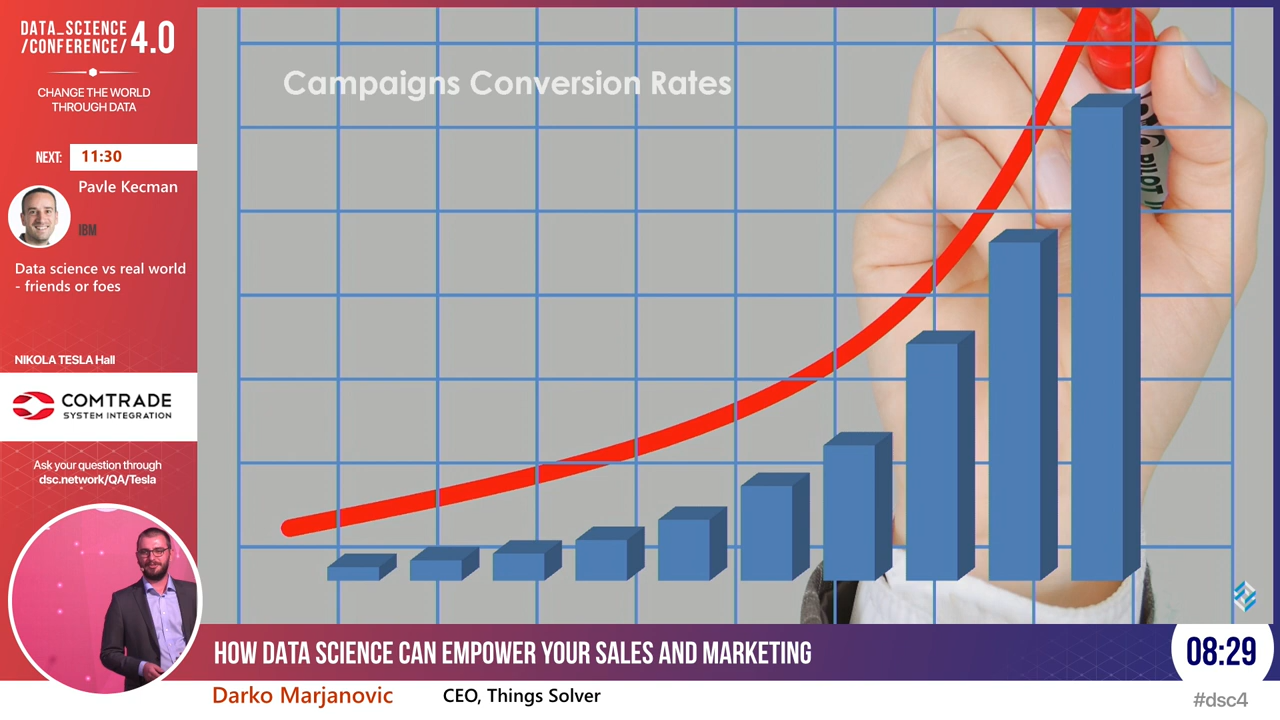 DATA_SCIENCE
/CONFERENCE/ 4.0
CHANGE THE WORLD
THROUGH DATA
NEXT: 11:30
Pavle Kecman
IBM
Data science vs real world
- friends or foes
NIKOLA TESLA Hall
COMTRADE
SYSTEM INTEGRATION
Ask your question through
dsc.network/QA/Tesla
Campaigns Conversion Rates
PILOT
HOW DATA SCIENCE CAN EMPOWER YOUR SALES AND MARKETING
08:29
Darko Marjanovic
CEO, Things Solver
#dsc4